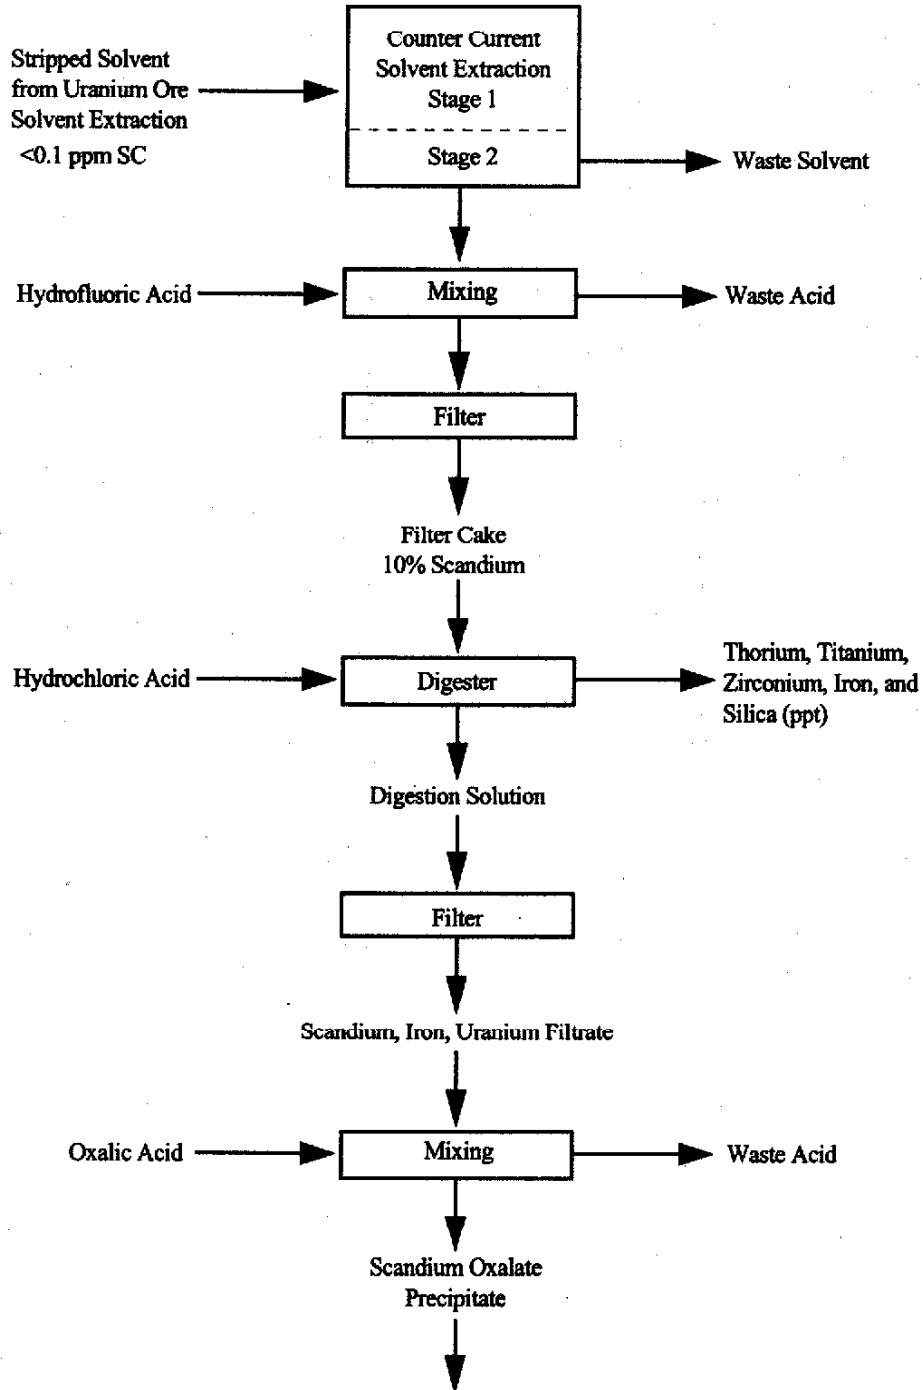 Counter Current
Solvent Extraction
Stage 1
Stripped Solvent
from Uranium Ore
Solvent Extraction
<0.1 ppm SC
Stage 2
Waste Solvent
Hydrofluoric Acid
Mixing
Waste Acid
Filter
Filter Cake
10% Scandium
Hydrochloric Acid
Digester
Thorium, Titanium,
Zirconium, Iron, and
Silica (ppt)
Digestion Solution
Filter
Scandium, Iron, Uranium Filtrate
Oxalic Acid
Mixing
Waste Acid
Scandium Oxalate
Precipitate